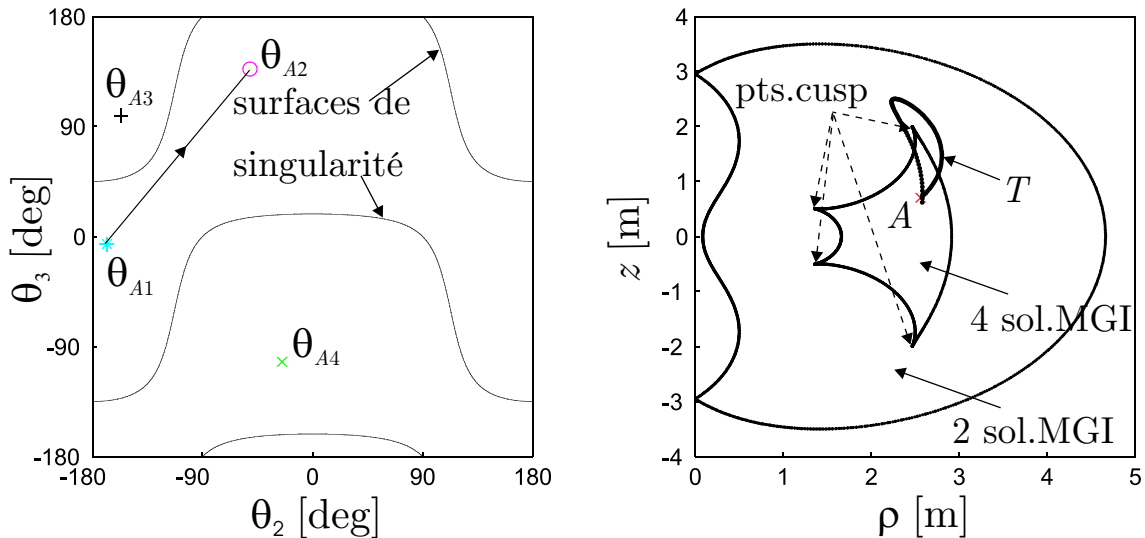 180
90
0
-90
-180
-180
-90
0
90
180
θ₂ [deg]
θ₃ [deg]
θA1
θA2
θA3
θA4
surfaces de
singularité
4
3
2
1
0
-1
-2
-3
-4
0
1
2
3
4
5
ρ [m]
z [m]
pts.cusp
A
T
4 sol.MGI
2 sol.MGI